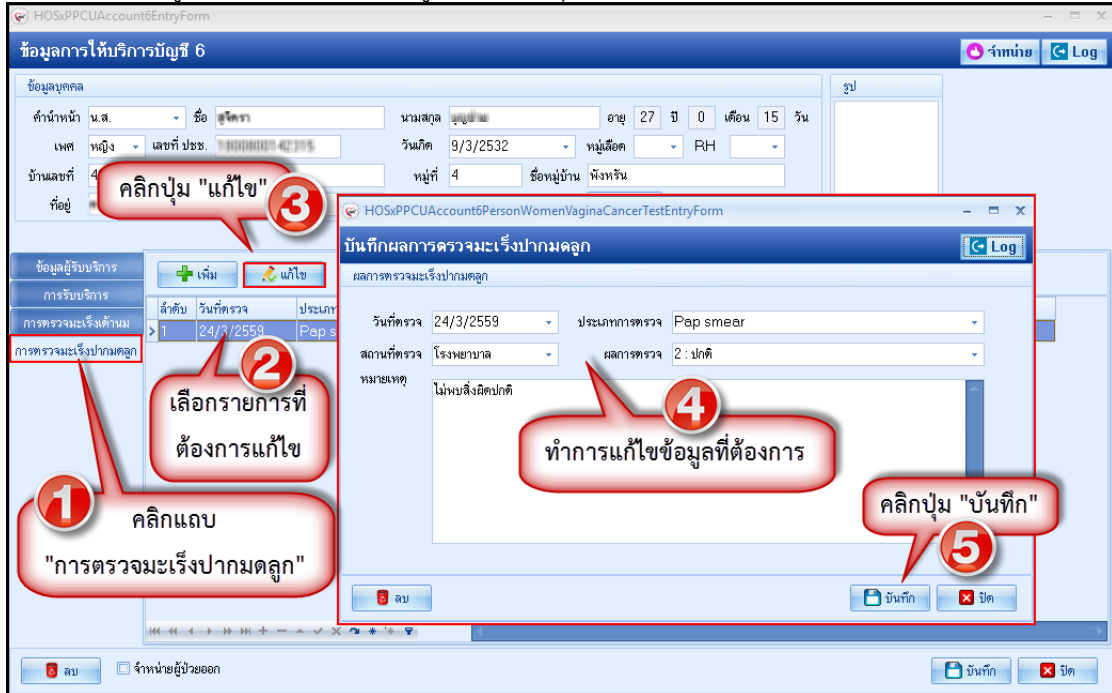 HOSxPPCUAccount6EntryForm
ข้อมูลการให้บริการบัญชี 6
จำหน่าย
Log
ข้อมูลบุคคล
รูป
คำนำหน้า น.ส. ชื่อ นามสกุล อายุ 27 ปี 0 เดือน 15 วัน
เพศ หญิง เลขที่ ปชช. วันเกิด 9/3/2532 หมู่เลือด RH
บ้านเลขที่ 4 หมู่ที่ 4 ชื่อหมู่บ้าน พังหรัน
ที่อยู่
คลิกปุ่ม "แก้ไข"
3
ข้อมูลผู้รับบริการ
การรับบริการ
การตรวจมะเร็งเต้านม
การตรวจมะเร็งปากมดลูก
เพิ่ม
แก้ไข
ลำดับ วันที่ตรวจ
1 24/3/2559 Pap s
2
เลือกรายการที่
ต้องการแก้ไข
1
คลิกแถบ
"การตรวจมะเร็งปากมดลูก"
HOSxPPCUAccount6PersonWomenVaginaCancerTestEntryForm
บันทึกผลการตรวจมะเร็งปากมดลูก
Log
ผลการตรวจมะเร็งปากมดลูก
วันที่ตรวจ 24/3/2559 ประเภทการตรวจ Pap smear
สถานที่ตรวจ โรงพยาบาล ผลการตรวจ 2 : ปกติ
หมายเหตุ ไม่พบสิ่งผิดปกติ
4
ทำการแก้ไขข้อมูลที่ต้องการ
คลิกปุ่ม "บันทึก"
5
ลบ
บันทึก
ปิด
ลบ
จำหน่ายผู้ป่วยออก
บันทึก
ปิด